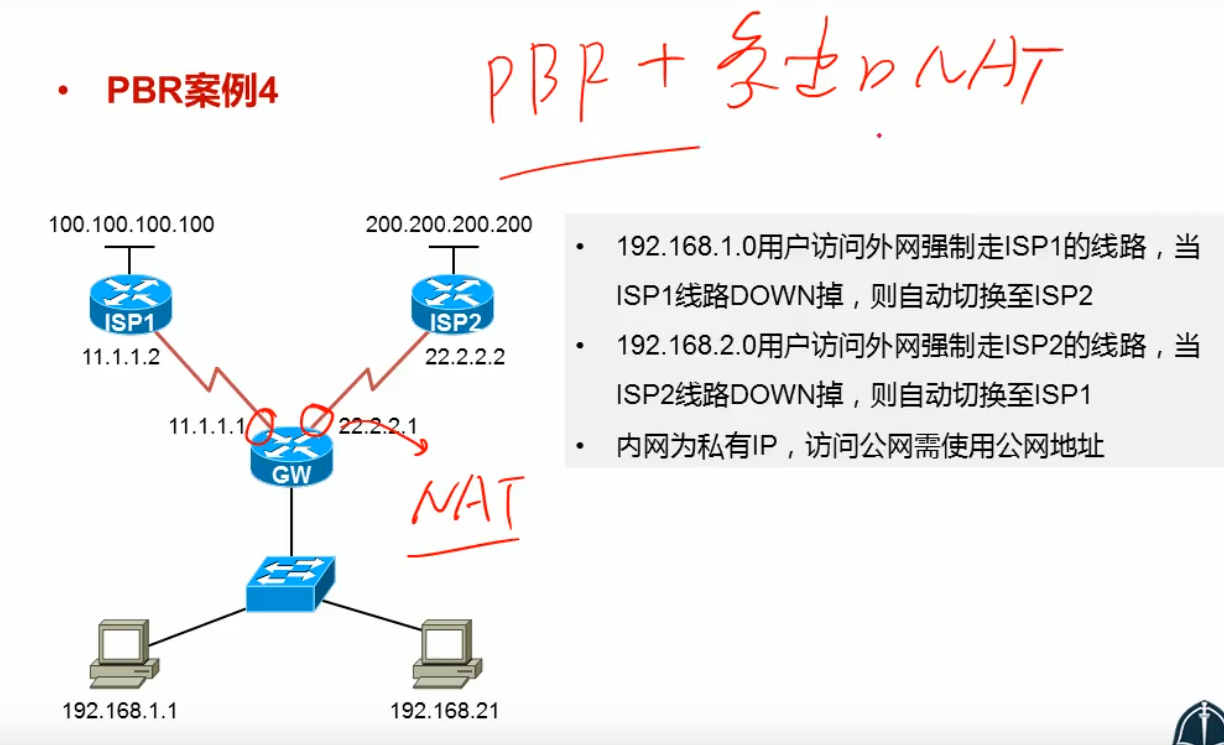 PBR + 多出口 NAT
• PBR案例4
100.100.100.100
200.200.200.200
ISP1
ISP2
11.1.1.2
22.2.2.2
11.1.1.1
22.2.2.1
GW
NAT
192.168.1.1
192.168.21
• 192.168.1.0用户访问外网强制走ISP1的线路，当
ISP1线路DOWN掉，则自动切换至ISP2
• 192.168.2.0用户访问外网强制走ISP2的线路，当
ISP2线路DOWN掉，则自动切换至ISP1
• 内网为私有IP，访问公网需使用公网地址